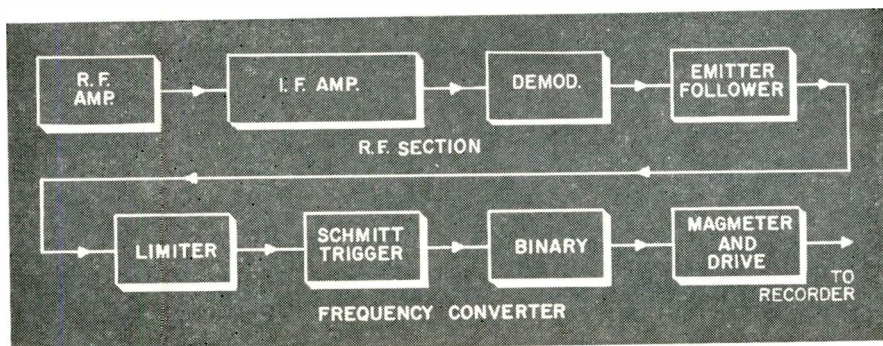 R.F.
AMP.
I.F. AMP.
DEMOD.
EMITTER
FOLLOWER
R.F. SECTION
LIMITER
SCHMITT
TRIGGER
BINARY
MAGMETER
AND
DRIVE
TO
RECORDER
FREQUENCY CONVERTER